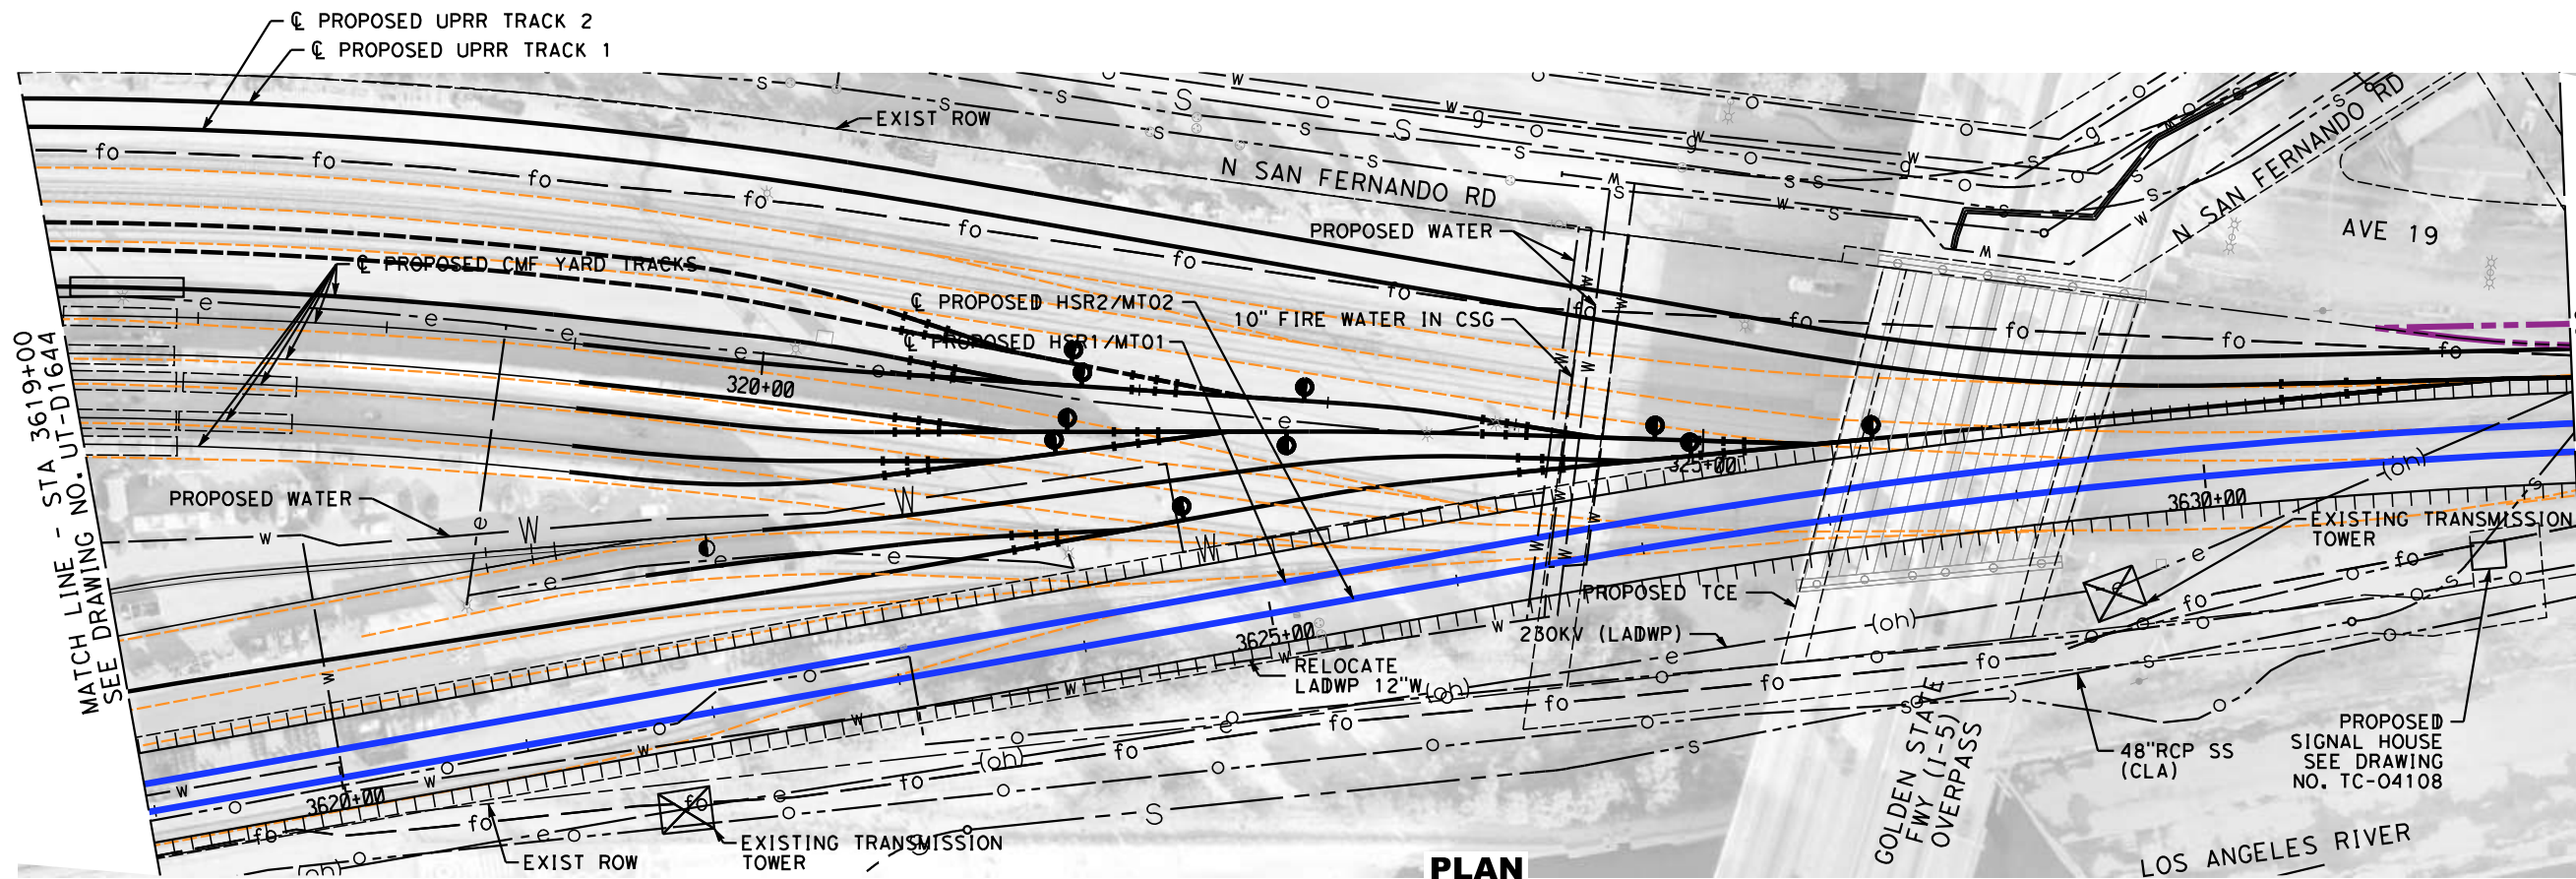 ℄ PROPOSED UPRR TRACK 2
℄ PROPOSED UPRR TRACK 1
EXIST ROW
N SAN FERNANDO RD
N SAN FERNANDO RD
AVE 19
PROPOSED WATER
℄ PROPOSED CMF YARD TRACKS
℄ PROPOSED HSR2/MT02
10" FIRE WATER IN CSG
℄ PROPOSED HSR1/MT01
320+00
325+00
MATCH LINE - STA 3619+00
SEE DRAWING NO. UT-D1644
PROPOSED WATER
3630+00
EXISTING TRANSMISSION
TOWER
PROPOSED TCE
230KV (LADWP)
3625+00
RELOCATE
LADWP 12"W
3620+00
EXIST ROW
EXISTING TRANSMISSION
TOWER
GOLDEN STATE
FWY (I-5)
OVERPASS
48"RCP SS
(CLA)
PROPOSED
SIGNAL HOUSE
SEE DRAWING
NO. TC-04108
LOS ANGELES RIVER
PLAN